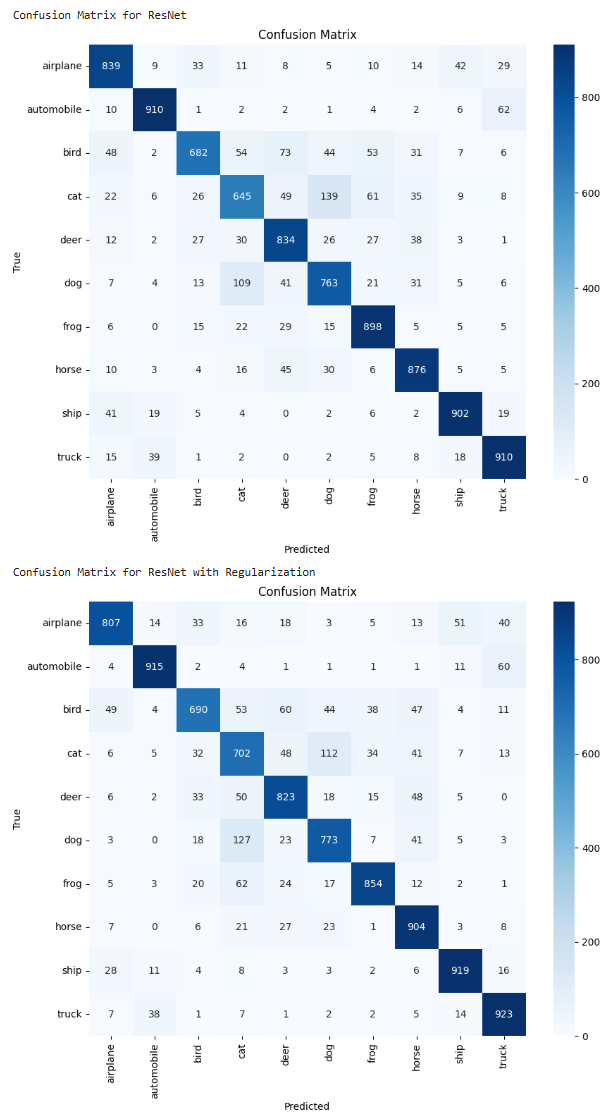 Confusion Matrix for ResNet
Confusion Matrix
airplane 839 9 33 11 8 5 10 14 42 29
automobile 10 910 1 2 2 1 4 2 6 62
800
bird 48 2 682 54 73 44 53 31 7 6
cat 22 6 26 645 49 139 61 35 9 8
600
deer 12 2 27 30 834 26 27 38 3 1
True
dog 7 4 13 109 41 763 21 31 5 6
400
frog 6 0 15 22 29 15 898 5 5 5
horse 10 3 4 16 45 30 6 876 5 5
200
ship 41 19 5 4 0 2 6 2 902 19
truck 15 39 1 2 0 2 5 8 18 910
0
airplane automobile bird cat deer dog frog horse ship truck
Predicted
Confusion Matrix for ResNet with Regularization
Confusion Matrix
airplane 807 14 33 16 18 3 5 13 51 40
automobile 4 915 2 4 1 1 1 1 11 60
800
bird 49 4 690 53 60 44 38 47 4 11
cat 6 5 32 702 48 112 34 41 7 13
600
deer 6 2 33 50 823 18 15 48 5 0
True
dog 3 0 18 127 23 773 7 41 5 3
400
frog 5 3 20 62 24 17 854 12 2 1
horse 7 0 6 21 27 23 1 904 3 8
200
ship 28 11 4 8 3 3 2 6 919 16
truck 7 38 1 7 1 2 2 5 14 923
0
airplane automobile bird cat deer dog frog horse ship truck
Predicted